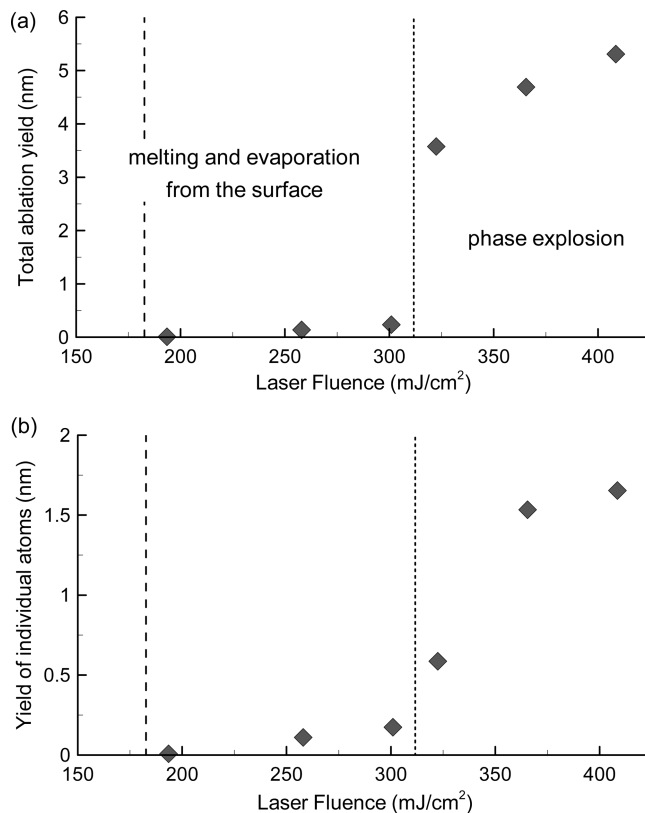 (a)
6
5
4
3
2
1
0
Total ablation yield (nm)
melting and evaporation
from the surface
phase explosion
150 200 250 300 350 400
Laser Fluence (mJ/cm²)
(b)
2
1.5
1
0.5
0
Yield of individual atoms (nm)
150 200 250 300 350 400
Laser Fluence (mJ/cm²)